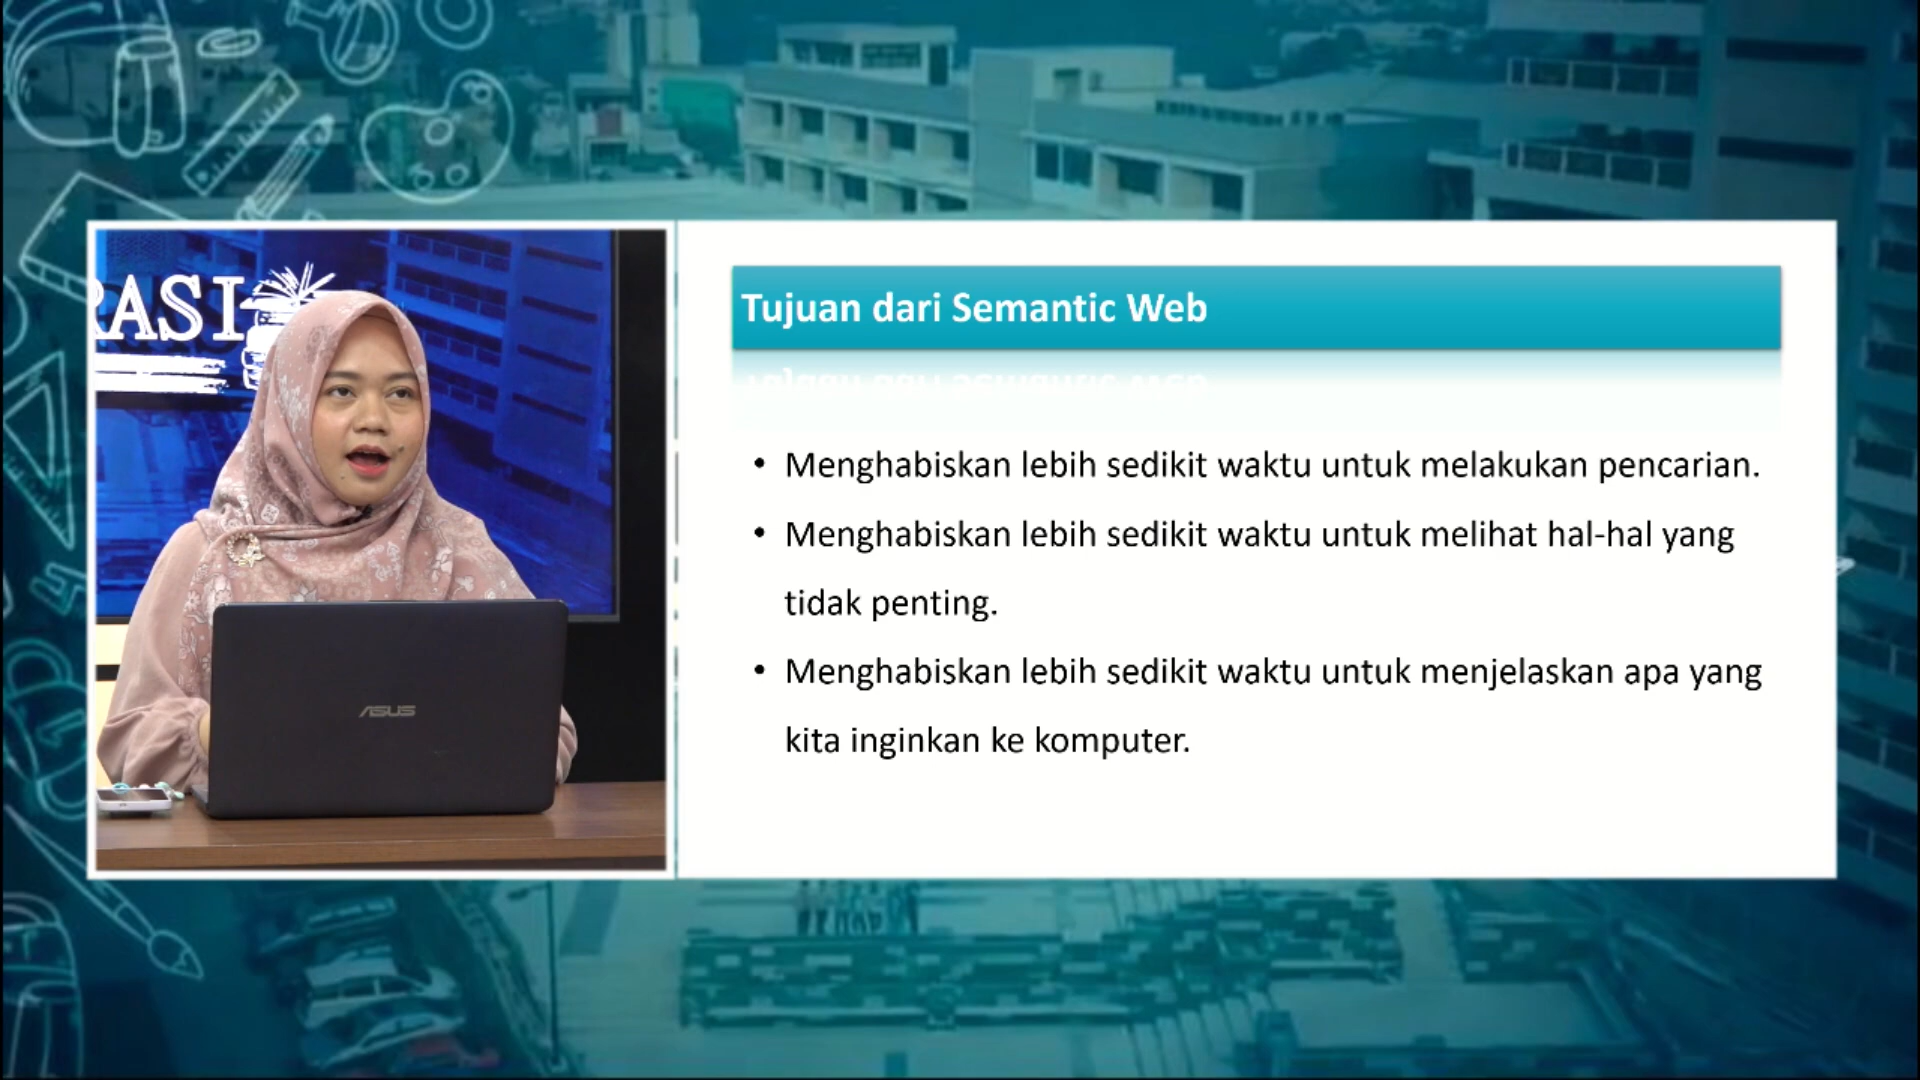 RASI
ASUS
Tujuan dari Semantic Web
• Menghabiskan lebih sedikit waktu untuk melakukan pencarian.
• Menghabiskan lebih sedikit waktu untuk melihat hal-hal yang
tidak penting.
• Menghabiskan lebih sedikit waktu untuk menjelaskan apa yang
kita inginkan ke komputer.